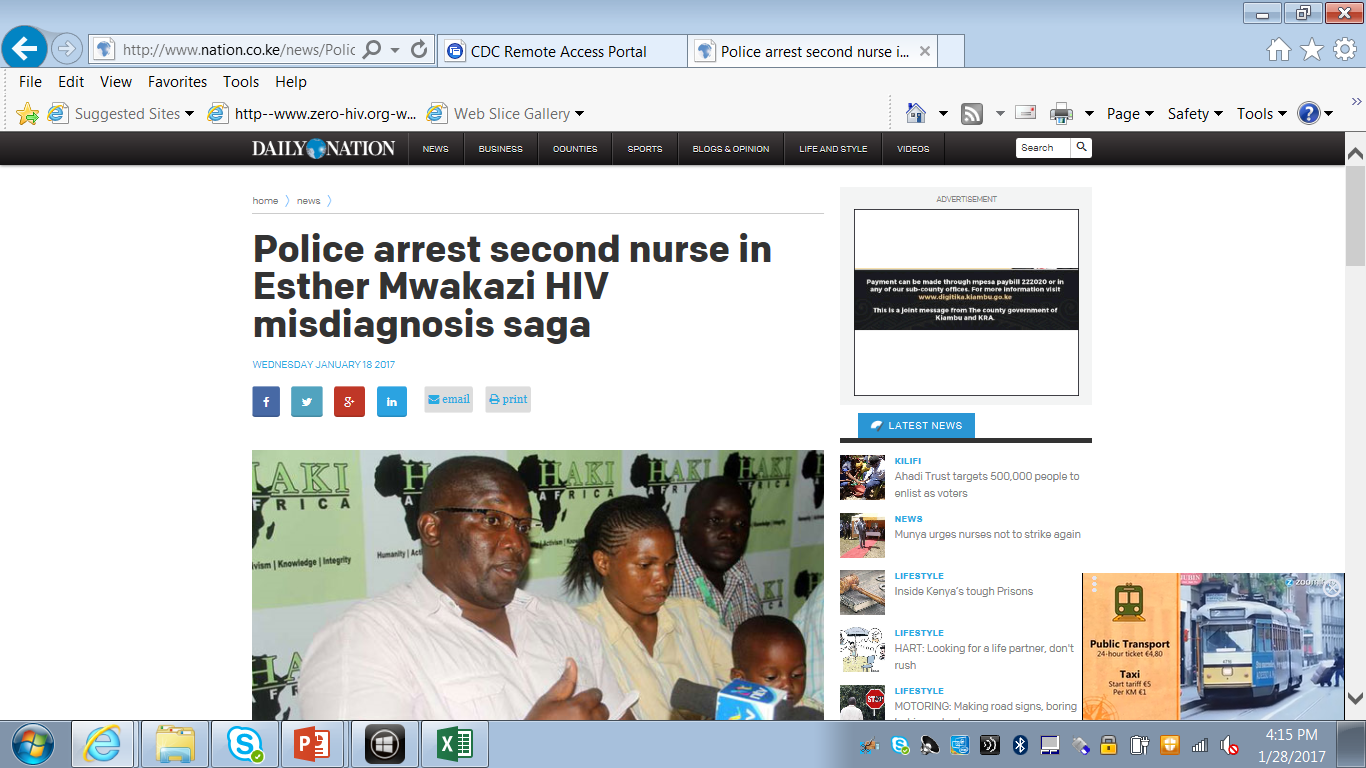 http://www.nation.co.ke/news/Polic
CDC Remote Access Portal
Police arrest second nurse i...
File Edit View Favorites Tools Help
Suggested Sites
http--www.zero-hiv.org-w...
Web Slice Gallery
Page Safety Tools
DAILY NATION
NEWS BUSINESS COUNTIES SPORTS BLOGS & OPINION LIFE AND STYLE VIDEOS
Search
home news
ADVERTISEMENT
Police arrest second nurse in
Esther Mwakazi HIV
misdiagnosis saga
WEDNESDAY JANUARY 18 2017
email print
Payment can be made through mpesa paybill 222020 or in
any of our sub-county offices. For more information visit
www.digitika.kiambu.go.ke
This is a joint message from The county government of
Kiambu and KRA.
LATEST NEWS
KILIFI
Ahadi Trust targets 500,000 people to
enlist as voters
NEWS
Munya urges nurses not to strike again
LIFESTYLE
Inside Kenya's tough Prisons
LIFESTYLE
HART: Looking for a life partner, don't
rush
LIFESTYLE
MOTORING: Making road signs, boring
HAKI
AFRICA
Activism | Knowledge | Integrity
Public Transport
24-hour ticket €4,80
Taxi
Start tariff €5
Per KM €1
4:15 PM
1/28/2017